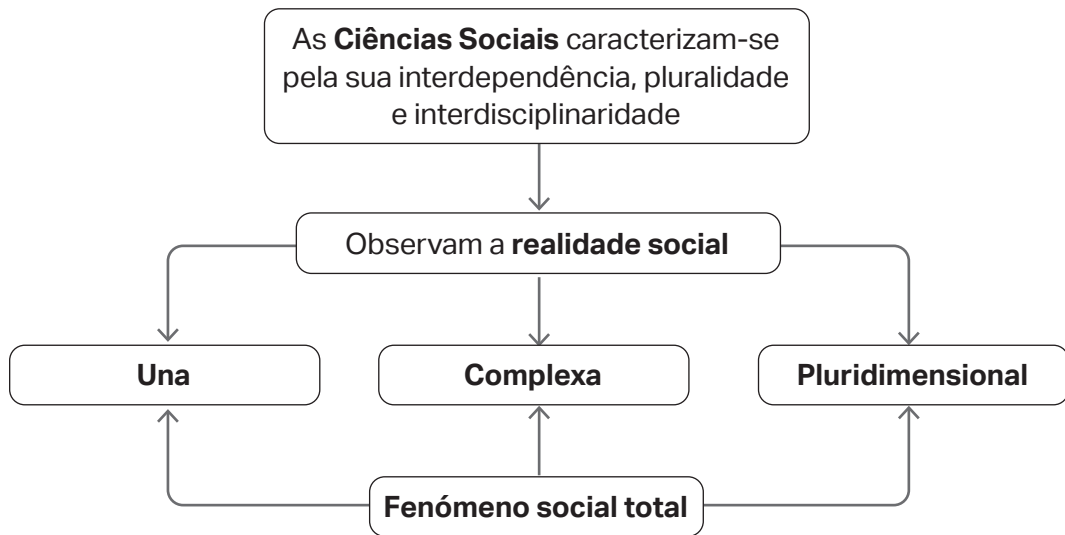 As Ciências Sociais caracterizam-se
pela sua interdependência, pluralidade
e interdisciplinaridade
Observam a realidade social
Una
Complexa
Pluridimensional
Fenómeno social total